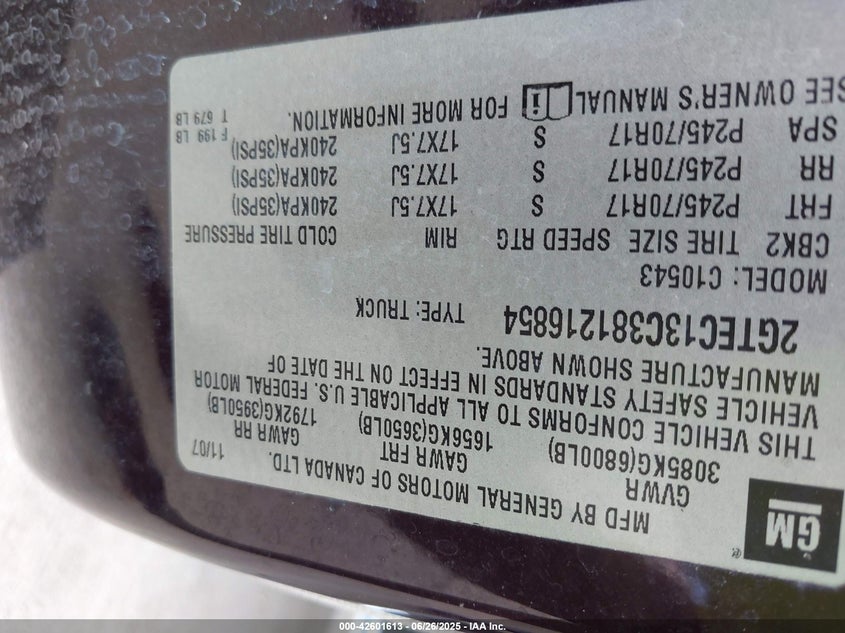 GM
®
MFD BY GENERAL MOTORS OF CANADA LTD.
11/07
GVWR GAWR FRT GAWR RR
3085KG(6800LB) 1656KG(3650LB) 1792KG(3950LB)
THIS VEHICLE CONFORMS TO ALL APPLICABLE U.S. FEDERAL MOTOR
VEHICLE SAFETY STANDARDS IN EFFECT ON THE DATE OF
MANUFACTURE SHOWN ABOVE.
2GTEC13C381216854 TYPE: TRUCK
MODEL: C10543
CBK2 TIRE SIZE SPEED RTG RIM COLD TIRE PRESSURE
FRT P245/70R17 S 17X7.5J 240KPA(35PSI)
RR P245/70R17 S 17X7.5J 240KPA(35PSI)
SPA P245/70R17 S 17X7.5J 240KPA(35PSI)
SEE OWNER'S MANUAL i FOR MORE INFORMATION.
F 199 LB
T 679 LB
000-42601613 - 06/26/2025 - IAA Inc.